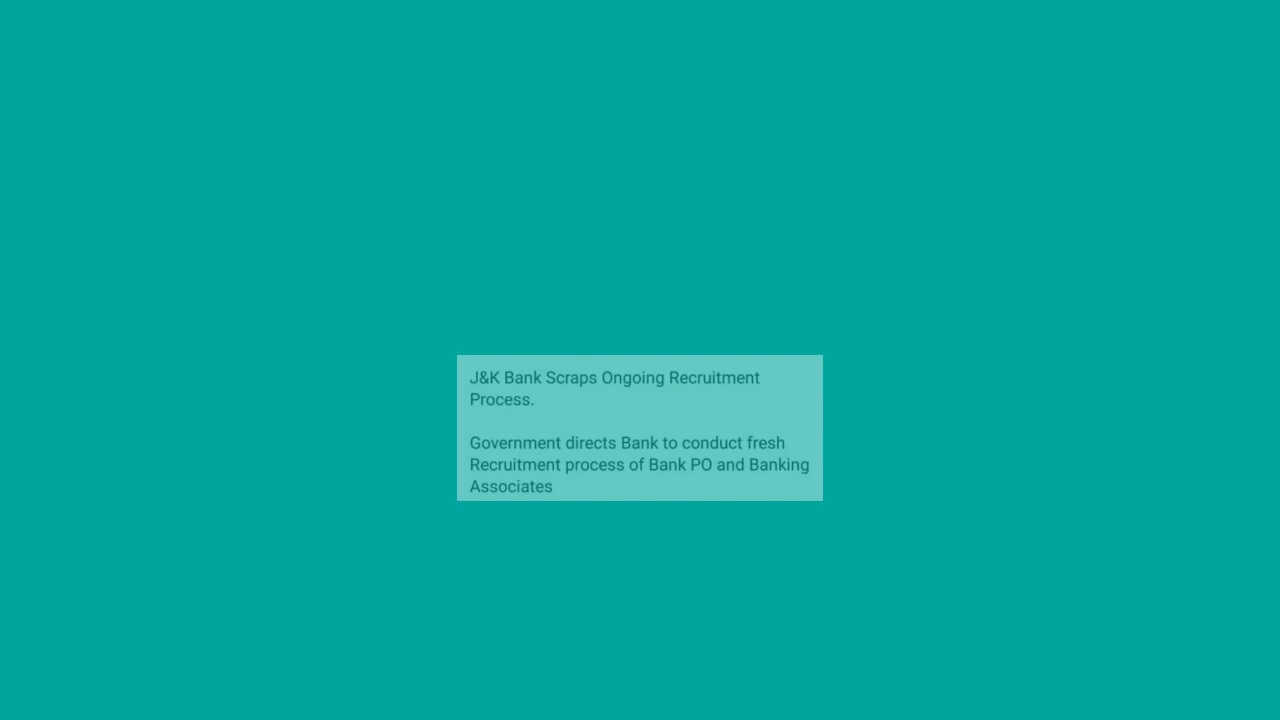 J&K Bank Scraps Ongoing Recruitment
Process.
Government directs Bank to conduct fresh
Recruitment process of Bank PO and Banking
Associates